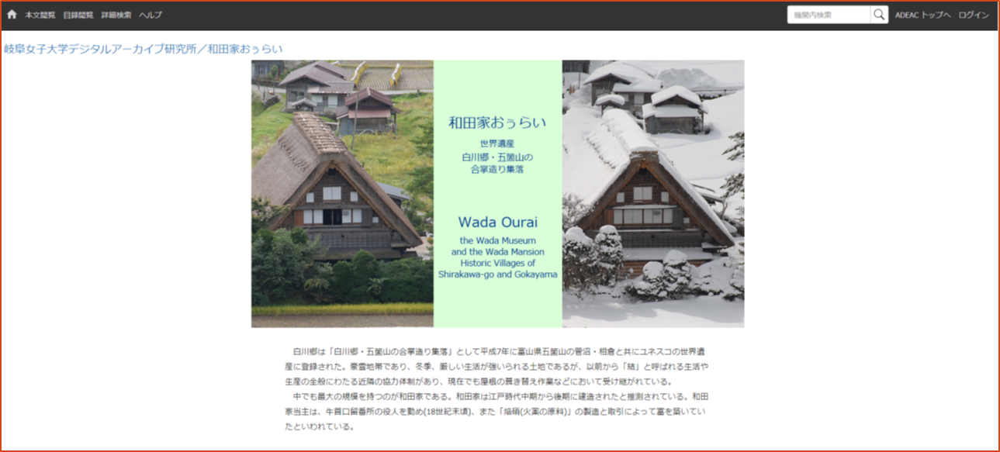 本文閲覧 目録閲覧 詳細検索 ヘルプ 機関内検索 ADEAC トップへ ログイン
岐阜女子大学デジタルアーカイブ研究所／和田家おぅらい
和田家おぅらい
世界遺産
白川郷・五箇山の
合掌造り集落
Wada Ourai
the Wada Museum
and the Wada Mansion
Historic Villages of
Shirakawa-go and Gokayama
白川郷は「白川郷・五箇山の合掌造り集落」として平成7年に富山県五箇山の菅沼・相倉と共にユネスコの世界遺
産に登録された。豪雪地帯であり、冬季、厳しい生活が強いられる土地であるが、以前から「結」と呼ばれる生活や
生産の全般にわたる近隣の協力体制があり、現在でも屋根の葺き替え作業などにおいて受け継がれている。
中でも最大の規模を持つのが和田家である。和田家は江戸時代中期から後期に建造されたと推測されている。和田
家当主は、牛首口留番所の役人を勤め(18世紀末頃)、また「焔硝(火薬の原料)」の製造と取引によって富を築いてい
たといわれている。